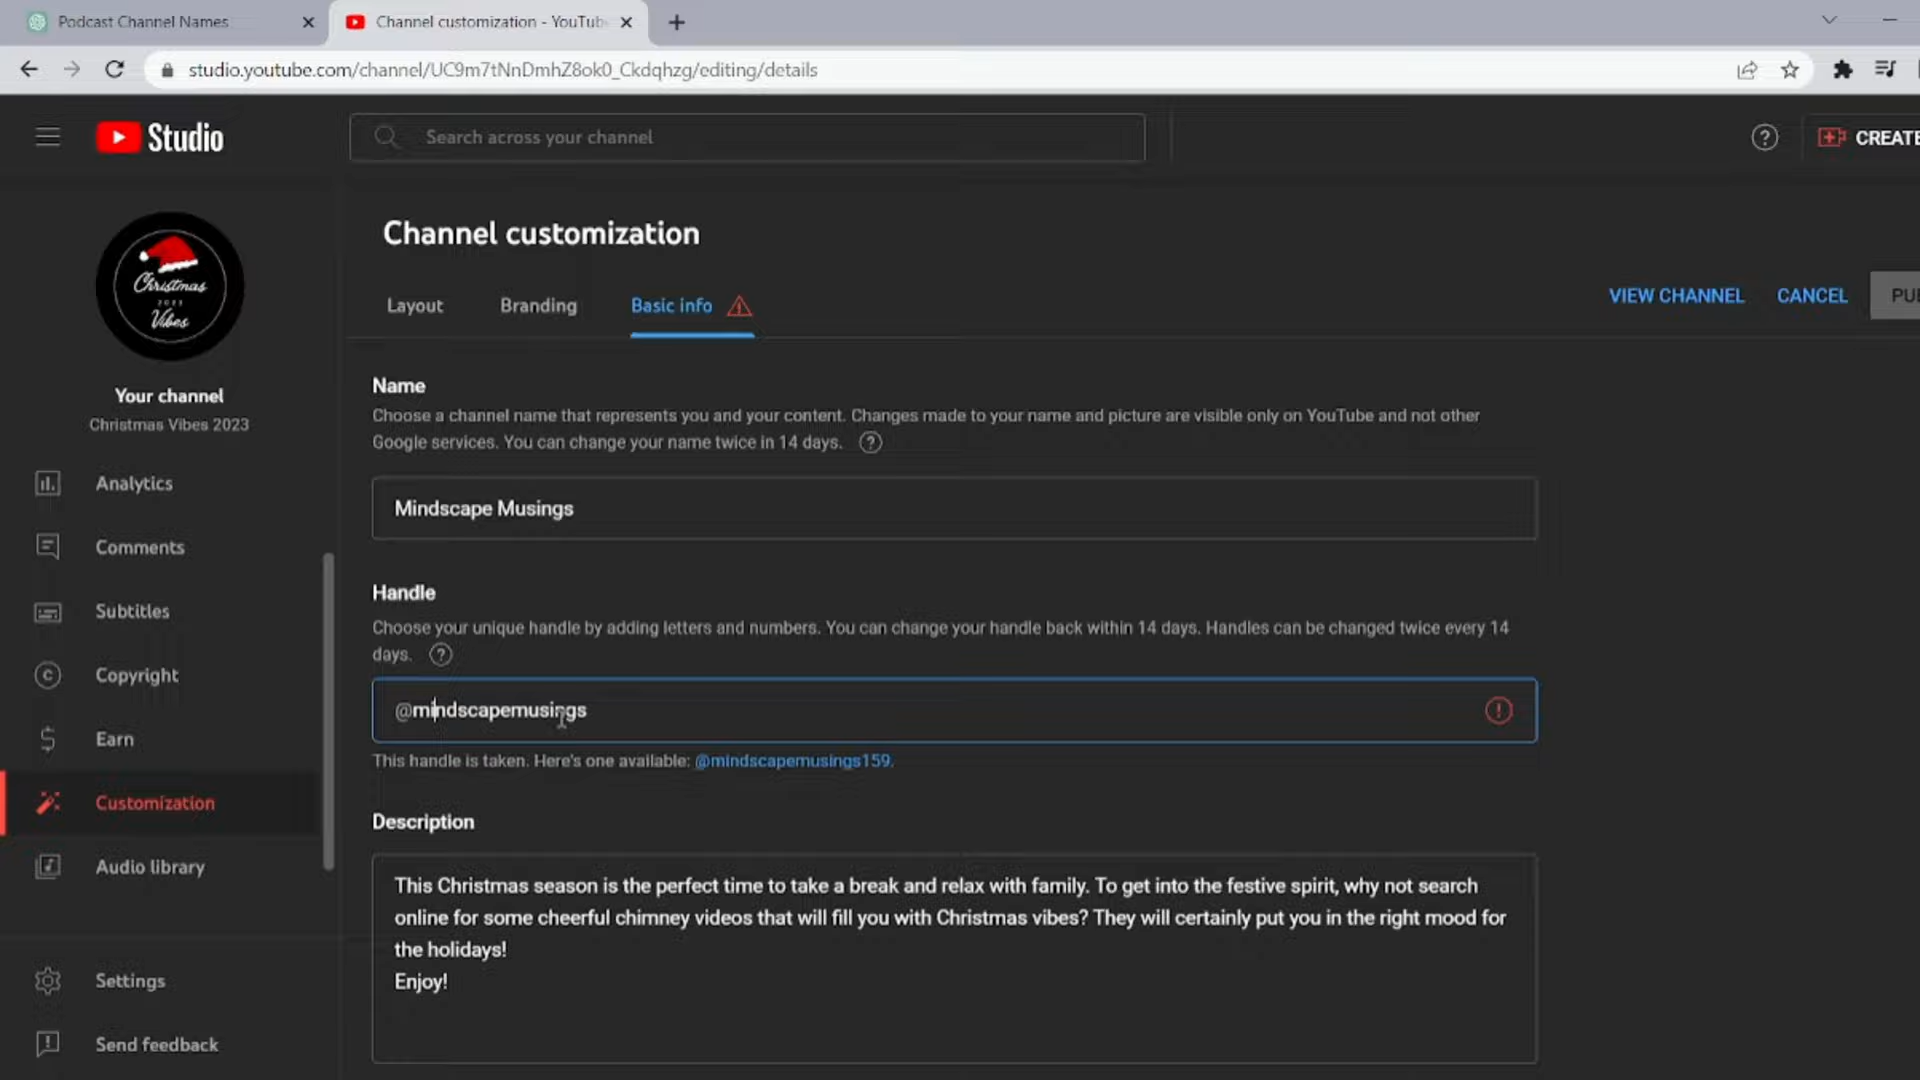 Podcast Channel Names
Channel customization - YouTub
studio.youtube.com/channel/UC9m7tNnDmhZ8ok0_Ckdqhzg/editing/details
Studio
Search across your channel
CREATE
Christmas
2023
Vibes
Your channel
Christmas Vibes 2023
Analytics
Comments
Subtitles
Copyright
Earn
Customization
Audio library
Settings
Send feedback
Channel customization
Layout
Branding
Basic info
VIEW CHANNEL
CANCEL
PU
Name
Choose a channel name that represents you and your content. Changes made to your name and picture are visible only on YouTube and not other
Google services. You can change your name twice in 14 days.
Mindscape Musings
Handle
Choose your unique handle by adding letters and numbers. You can change your handle back within 14 days. Handles can be changed twice every 14
days.
@mindscapemusings
This handle is taken. Here's one available: @mindscapemusings159.
Description
This Christmas season is the perfect time to take a break and relax with family. To get into the festive spirit, why not search
online for some cheerful chimney videos that will fill you with Christmas vibes? They will certainly put you in the right mood for
the holidays!
Enjoy!